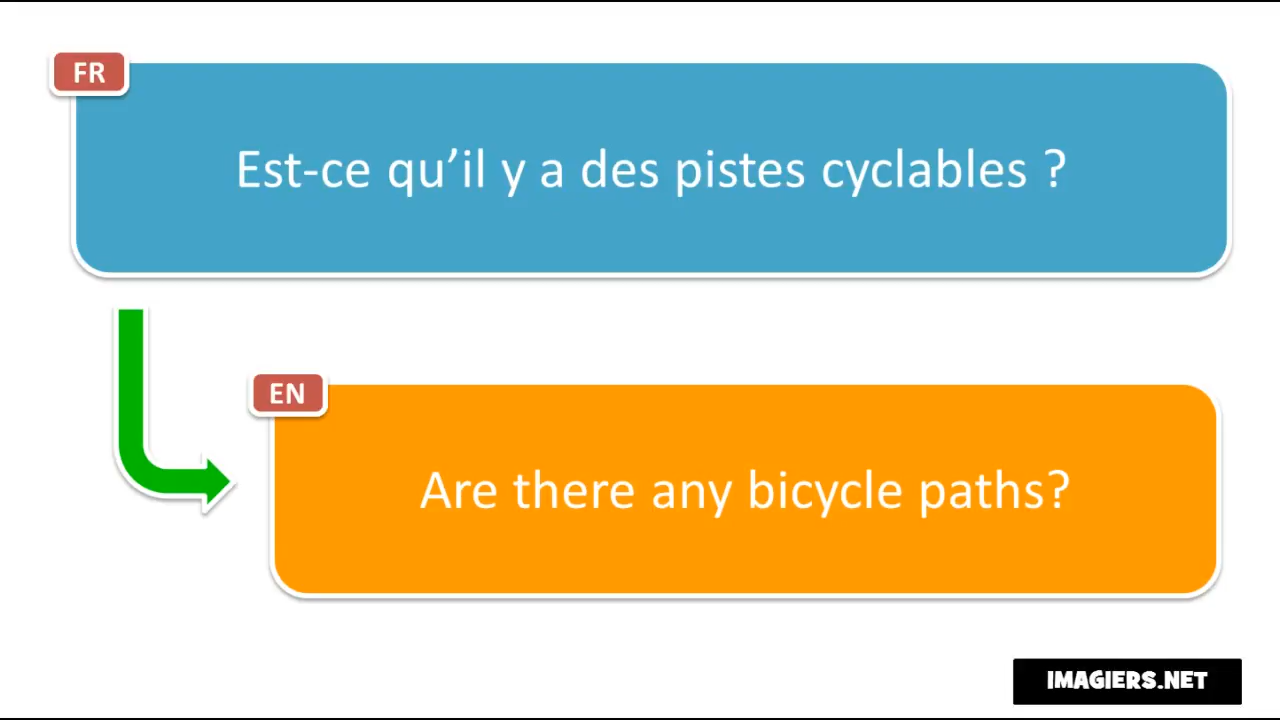 FR
Est-ce qu’il y a des pistes cyclables ?
EN
Are there any bicycle paths?
IMAGIERS.NET